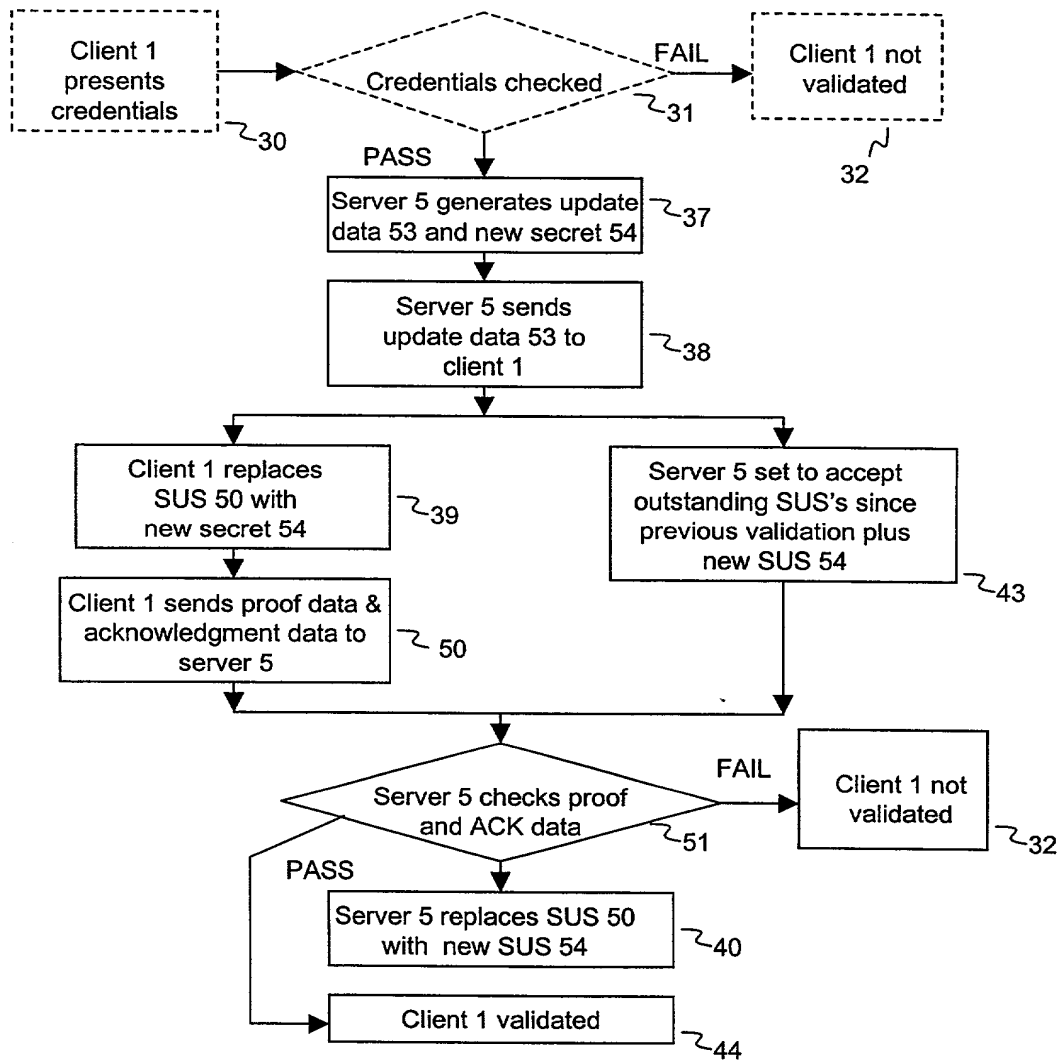 Client 1
presents
credentials
30
Credentials checked
31
FAIL
Client 1 not
validated
32
PASS
Server 5 generates update
data 53 and new secret 54
37
Server 5 sends
update data 53 to
client 1
38
Client 1 replaces
SUS 50 with
new secret 54
39
Server 5 set to accept
outstanding SUS's since
previous validation plus
new SUS 54
43
Client 1 sends proof data &
acknowledgment data to
server 5
50
Server 5 checks proof
and ACK data
51
FAIL
Client 1 not
validated
32
PASS
Server 5 replaces SUS 50
with new SUS 54
40
Client 1 validated
44